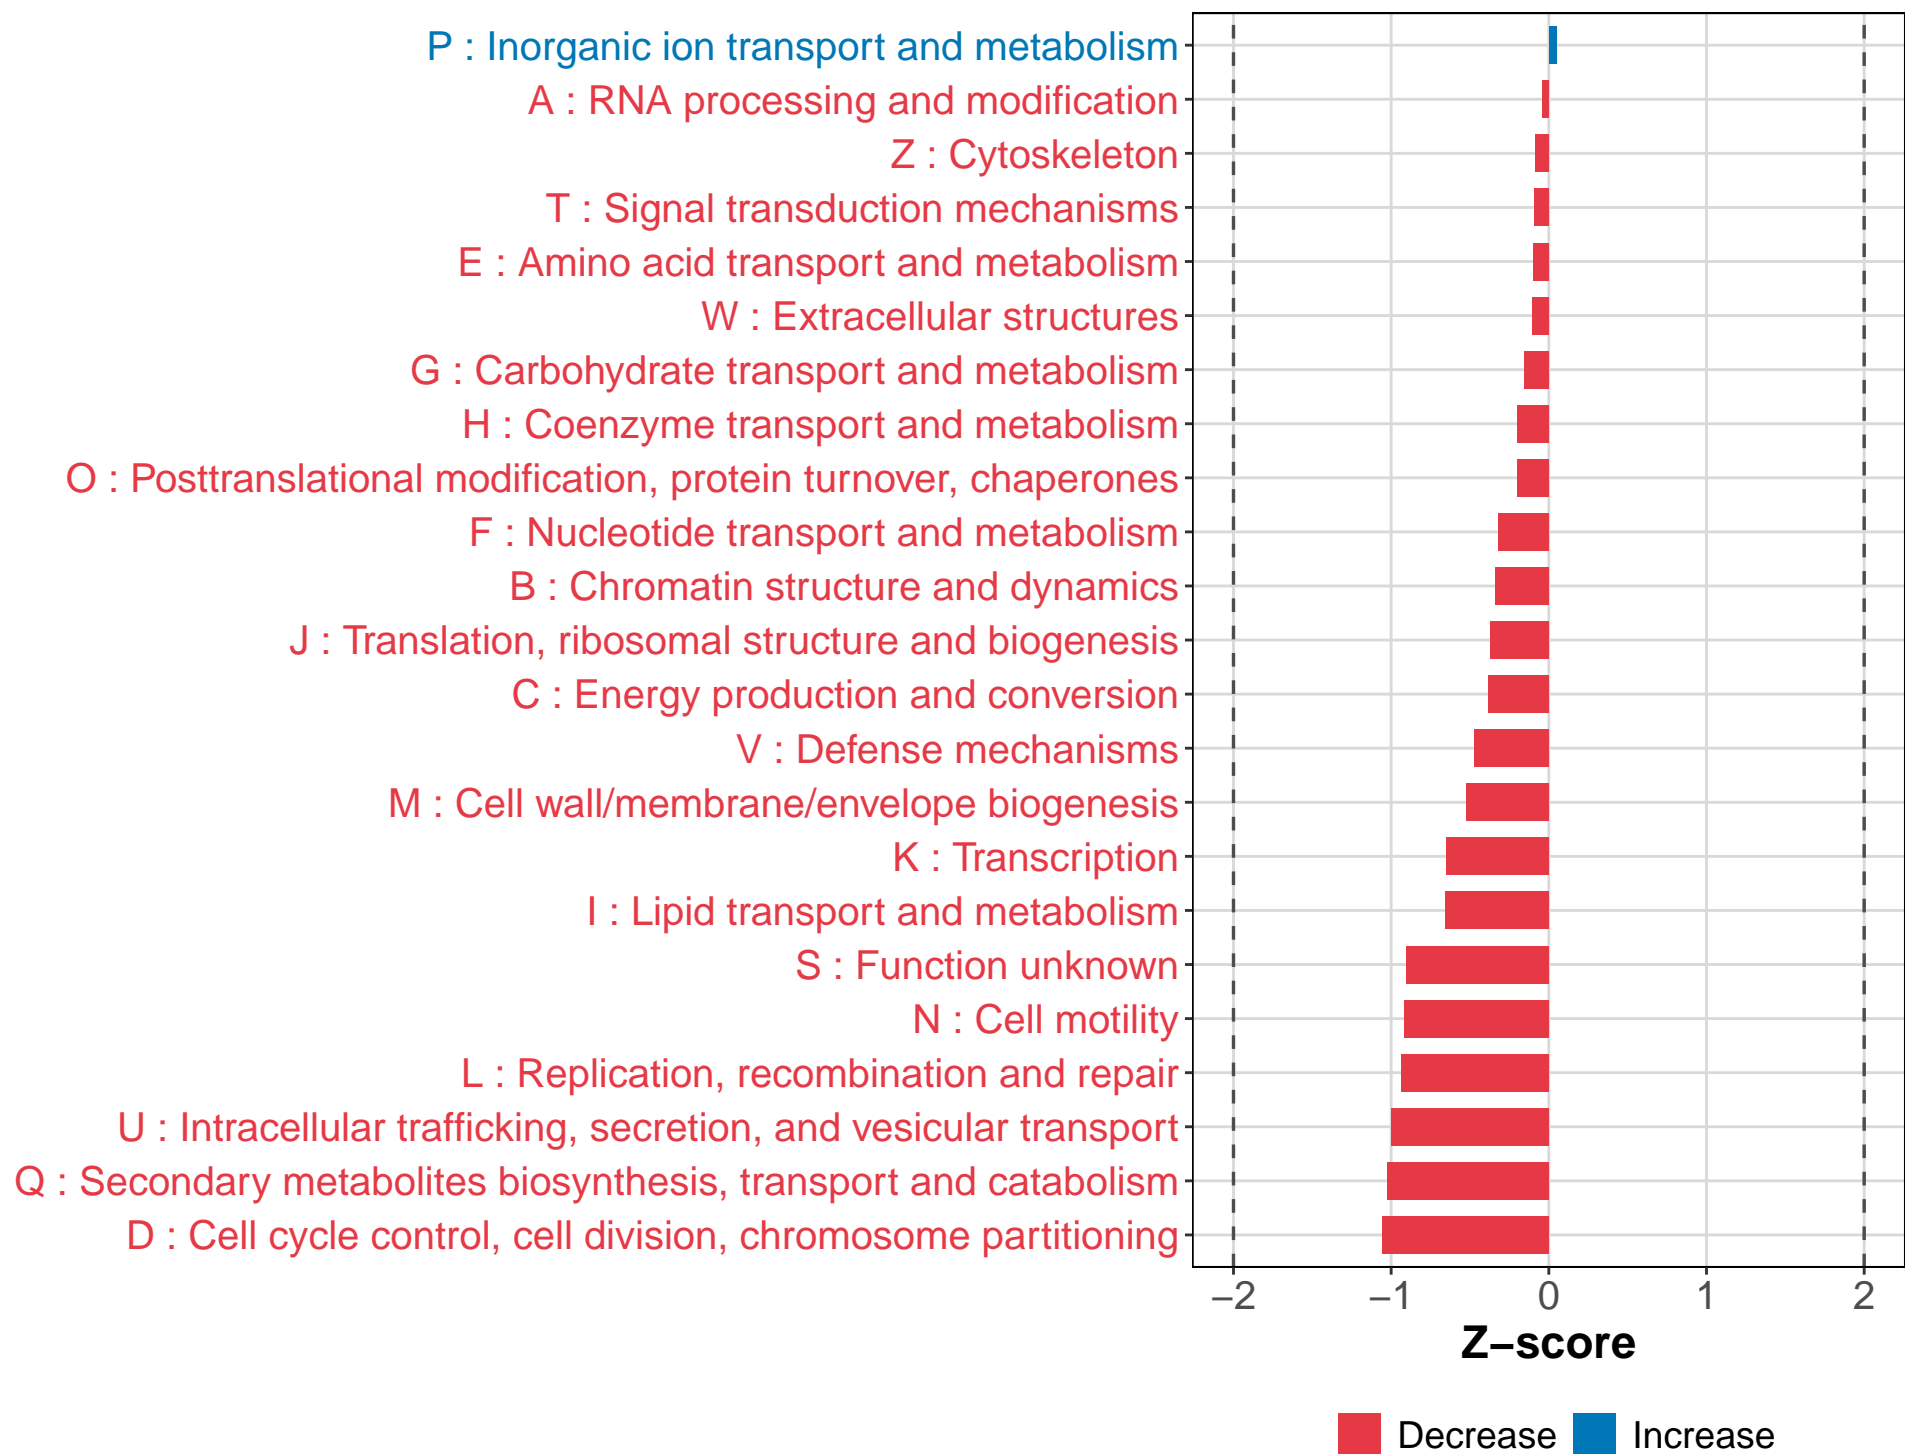 P : Inorganic ion transport and metabolism
A : RNA processing and modification
Z : Cytoskeleton
T : Signal transduction mechanisms
E : Amino acid transport and metabolism
W : Extracellular structures
G : Carbohydrate transport and metabolism
H : Coenzyme transport and metabolism
O : Posttranslational modification, protein turnover, chaperones
F : Nucleotide transport and metabolism
B : Chromatin structure and dynamics
J : Translation, ribosomal structure and biogenesis
C : Energy production and conversion
V : Defense mechanisms
M : Cell wall/membrane/envelope biogenesis
K : Transcription
I : Lipid transport and metabolism
S : Function unknown
N : Cell motility
L : Replication, recombination and repair
U : Intracellular trafficking, secretion, and vesicular transport
Q : Secondary metabolites biosynthesis, transport and catabolism
D : Cell cycle control, cell division, chromosome partitioning
−2 −1 0 1 2
Z−score
Decrease Increase